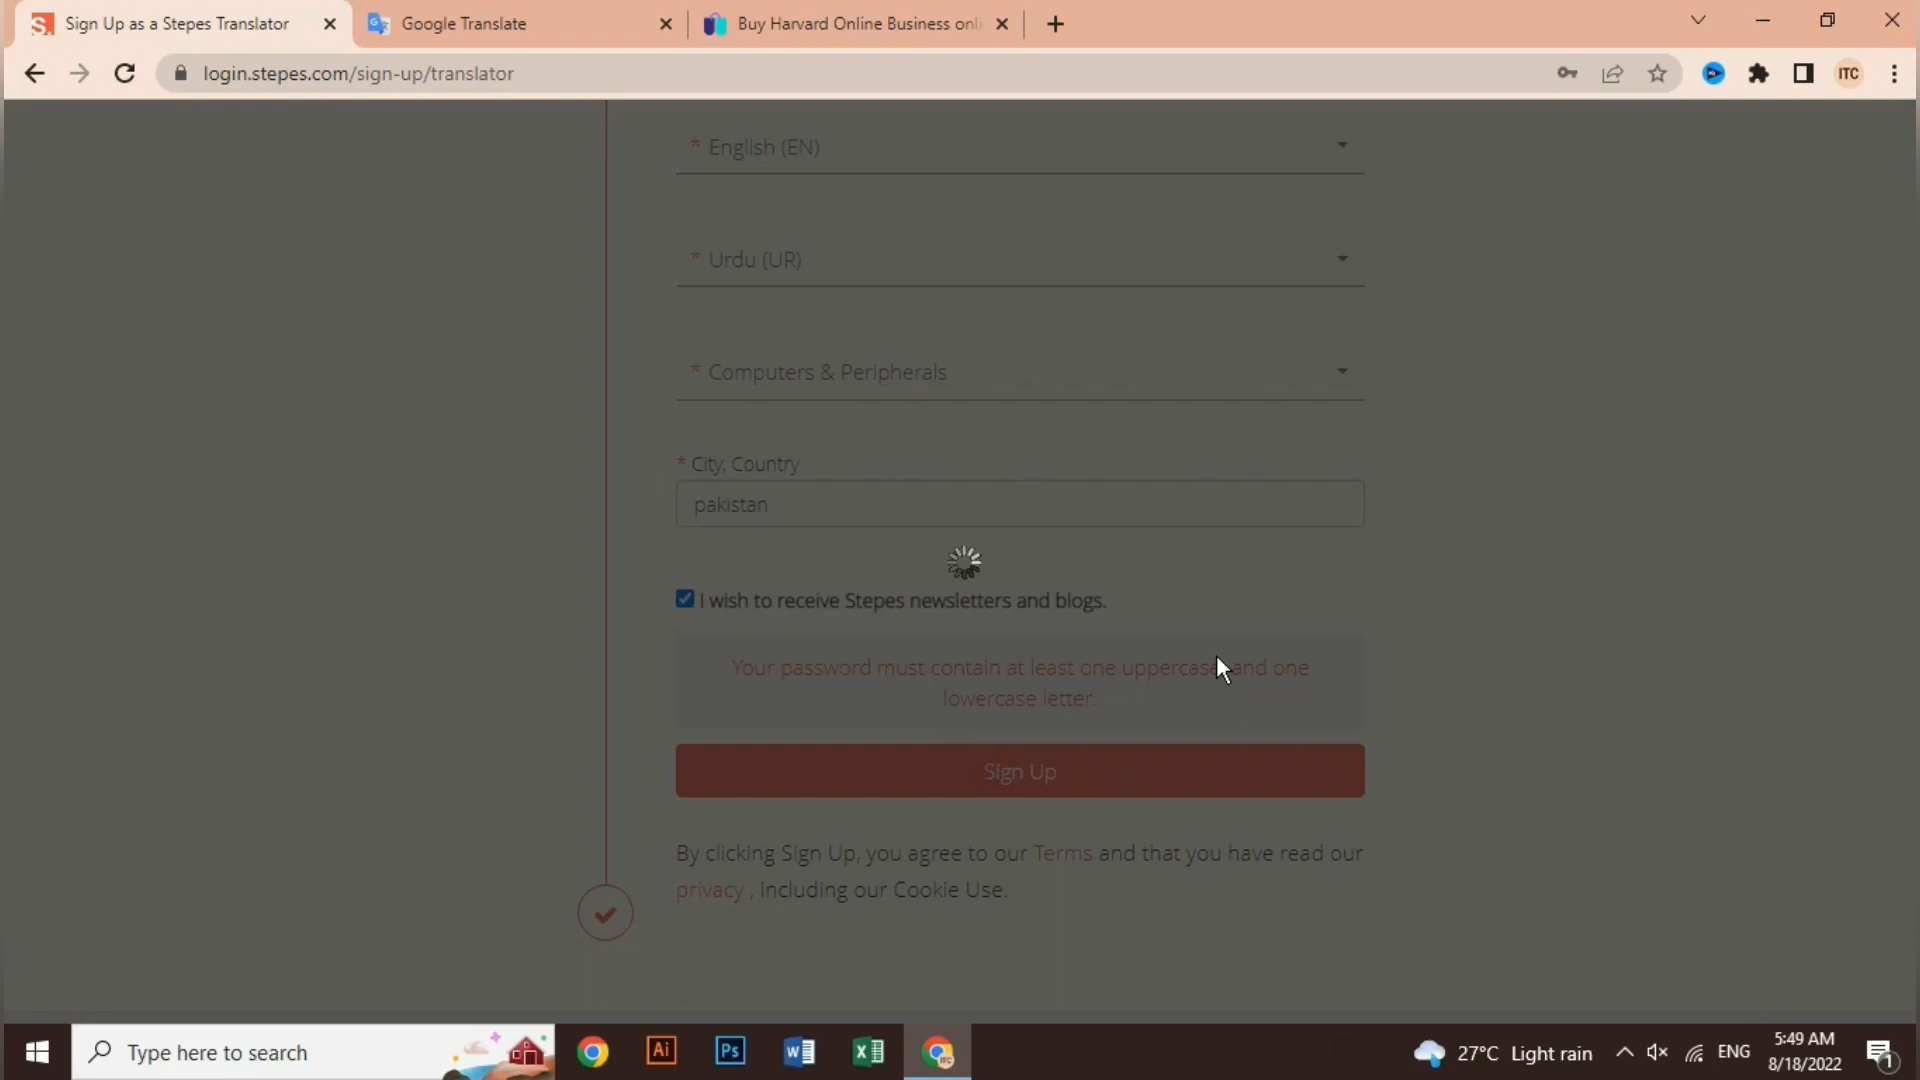 Sign Up as a Stepes Translator
Google Translate
Buy Harvard Online Business onli
login.stepes.com/sign-up/translator
ITC
* English (EN)
* Urdu (UR)
* Computers & Peripherals
* City, Country
pakistan
I wish to receive Stepes newsletters and blogs.
Your password must contain at least one uppercase and one
lowercase letter.
Sign Up
By clicking Sign Up, you agree to our Terms and that you have read our
privacy , including our Cookie Use.
Type here to search
Ai
Ps
27°C Light rain
ENG
5:49 AM
8/18/2022
1